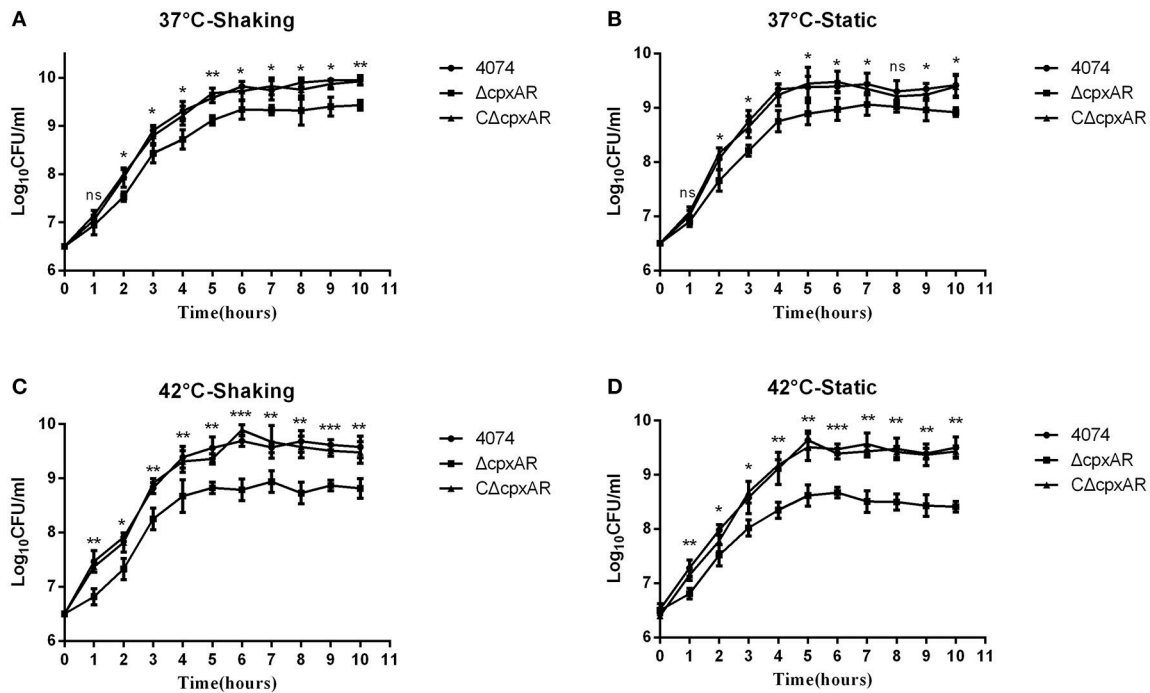 A
37°C-Shaking
** * * * * **
* *
*
ns
Log10CFU/ml
10
9
8
7
6
0 1 2 3 4 5 6 7 8 9 10 11
Time(hours)
4074
ΔcpxAR
CΔcpxAR
B
37°C-Static
* * * * ns * *
*
*
ns
Log10CFU/ml
10
9
8
7
6
0 1 2 3 4 5 6 7 8 9 10 11
Time(hours)
4074
ΔcpxAR
CΔcpxAR
C
42°C-Shaking
** ** *** ** ** *** **
**
** *
Log10CFU/ml
10
9
8
7
6
0 1 2 3 4 5 6 7 8 9 10 11
Time(hours)
4074
ΔcpxAR
CΔcpxAR
D
42°C-Static
** ** *** ** ** ** **
*
** *
Log10CFU/ml
10
9
8
7
6
0 1 2 3 4 5 6 7 8 9 10 11
Time(hours)
4074
ΔcpxAR
CΔcpxAR